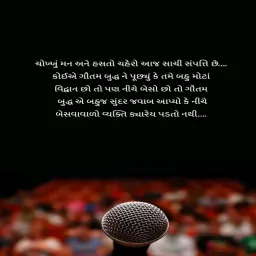 ચોખ્ખું મન અને હસતો ચહેરો આજ સાચી સંપત્તિ છે....
કોઈએ ગૌતમ બુદ્ધ ને પૂછ્યું કે તમે બહુ મોટાં
વિદ્વાન છો તો પણ નીચે બેસો છો તો ગૌતમ
બુદ્ધ એ બહુજ સુંદર જવાબ આપ્યો કે નીચે
બેસવાવાળો વ્યક્તિ ક્યારેય પડતો નથી....